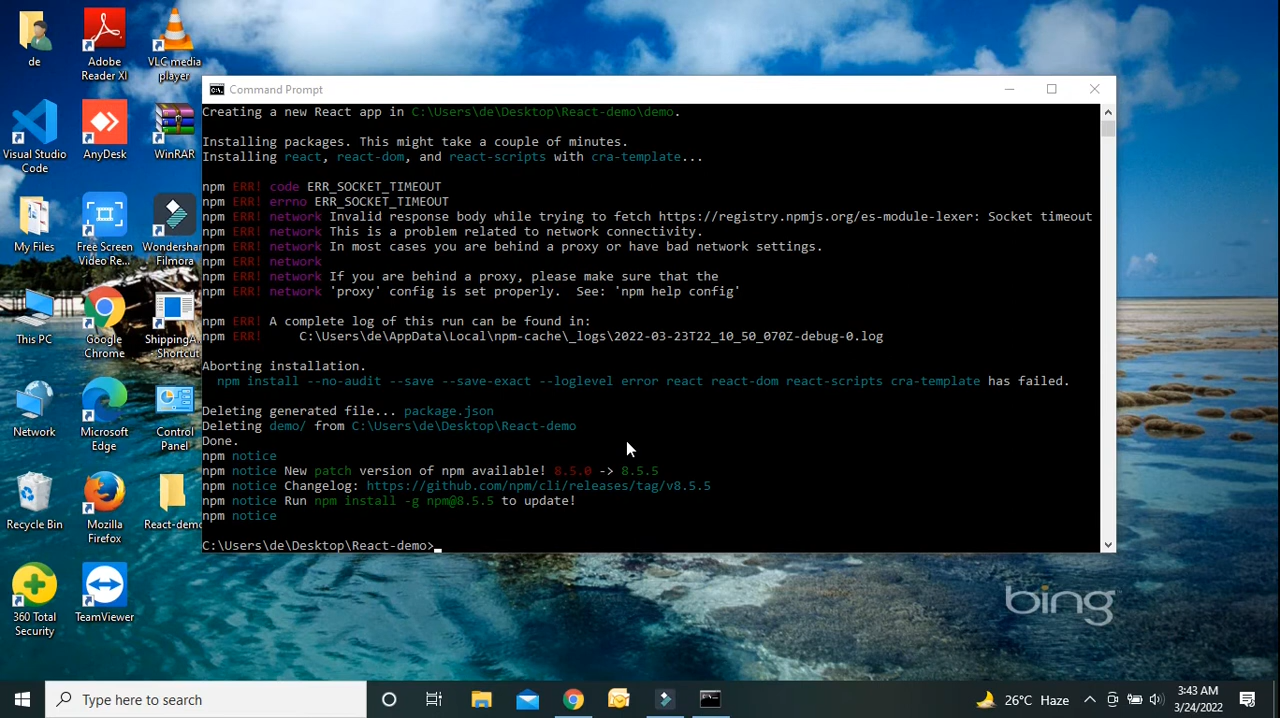 de
Adobe
Reader XI
VLC media
player
Visual Studio
Code
AnyDesk
WinRAR
My Files
Free Screen
Video Re...
Wondershar
Filmora
This PC
Google
Chrome
ShippingA...
- Shortcut
Network
Microsoft
Edge
Control
Panel
Recycle Bin
Mozilla
Firefox
React-demo
360 Total
Security
TeamViewer
Command Prompt
Creating a new React app in C:\Users\de\Desktop\React-demo\demo.
Installing packages. This might take a couple of minutes.
Installing react, react-dom, and react-scripts with cra-template...
npm ERR! code ERR_SOCKET_TIMEOUT
npm ERR! errno ERR_SOCKET_TIMEOUT
npm ERR! network Invalid response body while trying to fetch https://registry.npmjs.org/es-module-lexer: Socket timeout
npm ERR! network This is a problem related to network connectivity.
npm ERR! network In most cases you are behind a proxy or have bad network settings.
npm ERR! network
npm ERR! network If you are behind a proxy, please make sure that the
npm ERR! network 'proxy' config is set properly.  See: 'npm help config'
npm ERR! A complete log of this run can be found in:
npm ERR!     C:\Users\de\AppData\Local\npm-cache\_logs\2022-03-23T22_10_50_070Z-debug-0.log
Aborting installation.
npm install --no-audit --save --save-exact --loglevel error react react-dom react-scripts cra-template has failed.
Deleting generated file... package.json
Deleting demo/ from C:\Users\de\Desktop\React-demo
Done.
npm notice
npm notice New patch version of npm available! 8.5.0 -> 8.5.5
npm notice Changelog: https://github.com/npm/cli/releases/tag/v8.5.5
npm notice Run npm install -g npm@8.5.5 to update!
npm notice
C:\Users\de\Desktop\React-demo>
bing
Type here to search
26°C Haze
3:43 AM
3/24/2022